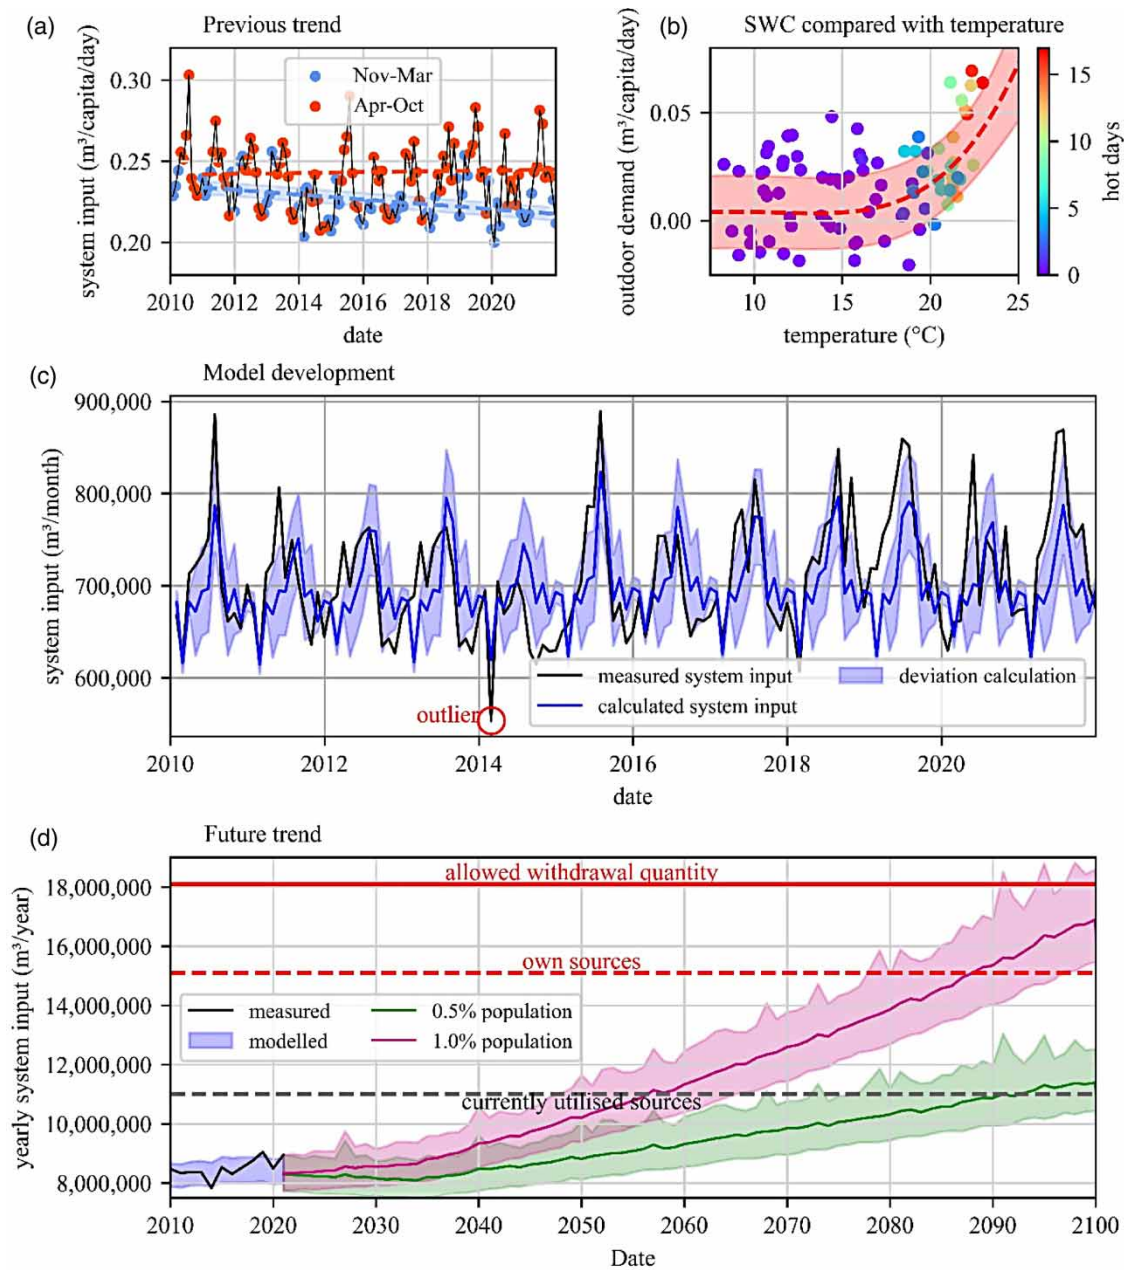 (a) Previous trend
system input (m³/capita/day)
0.30
0.25
0.20
Nov-Mar
Apr-Oct
2010 2012 2014 2016 2018 2020
date
(b) SWC compared with temperature
outdoor demand (m³/capita/day)
0.05
0.00
10 15 20 25
temperature (°C)
15
10
5
0
hot days
(c) Model development
system input (m³/month)
900,000
800,000
700,000
600,000
outlier
measured system input
calculated system input
deviation calculation
2010 2012 2014 2016 2018 2020
date
(d) Future trend
yearly system input (m³/year)
18,000,000
16,000,000
14,000,000
12,000,000
10,000,000
8,000,000
allowed withdrawal quantity
own sources
measured
modelled
0.5% population
1.0% population
currently utilised sources
2010 2020 2030 2040 2050 2060 2070 2080 2090 2100
Date